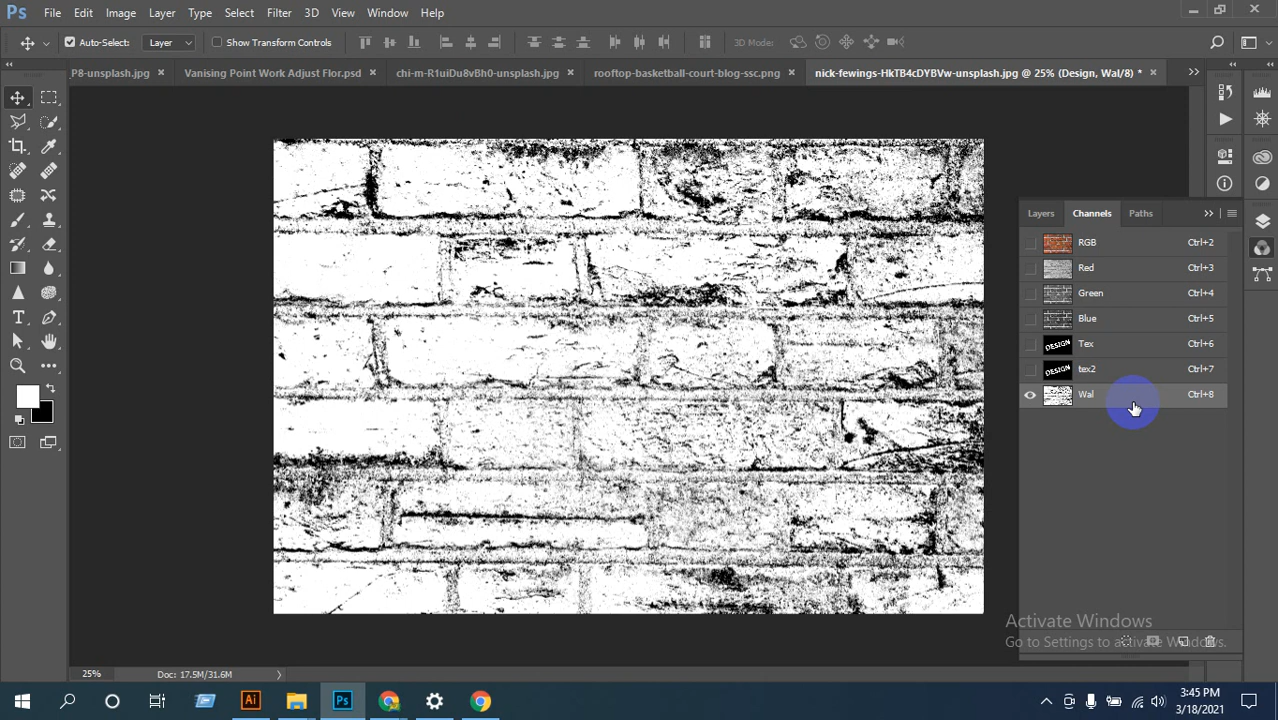 Ps File Edit Image Layer Type Select Filter 3D View Window Help
Auto-Select: Layer Show Transform Controls 3D Mode:
P8-unsplash.jpg × Vanising Point Work Adjust Flor.psd × chi-m-R1uiDu8vBh0-unsplash.jpg × rooftop-basketball-court-blog-ssc.png × nick-fewings-HkTB4cDYBVw-unsplash.jpg @ 25% (Design, Wal/8) * ×
Layers Channels Paths
RGB Ctrl+2
Red Ctrl+3
Green Ctrl+4
Blue Ctrl+5
DESIGN Tex Ctrl+6
DESIGN tex2 Ctrl+7
Wal Ctrl+8
Activate Windows
Go to Settings to activate Windows.
25% Doc: 17.5M/31.6M
Ai Ps
3:45 PM
3/18/2021